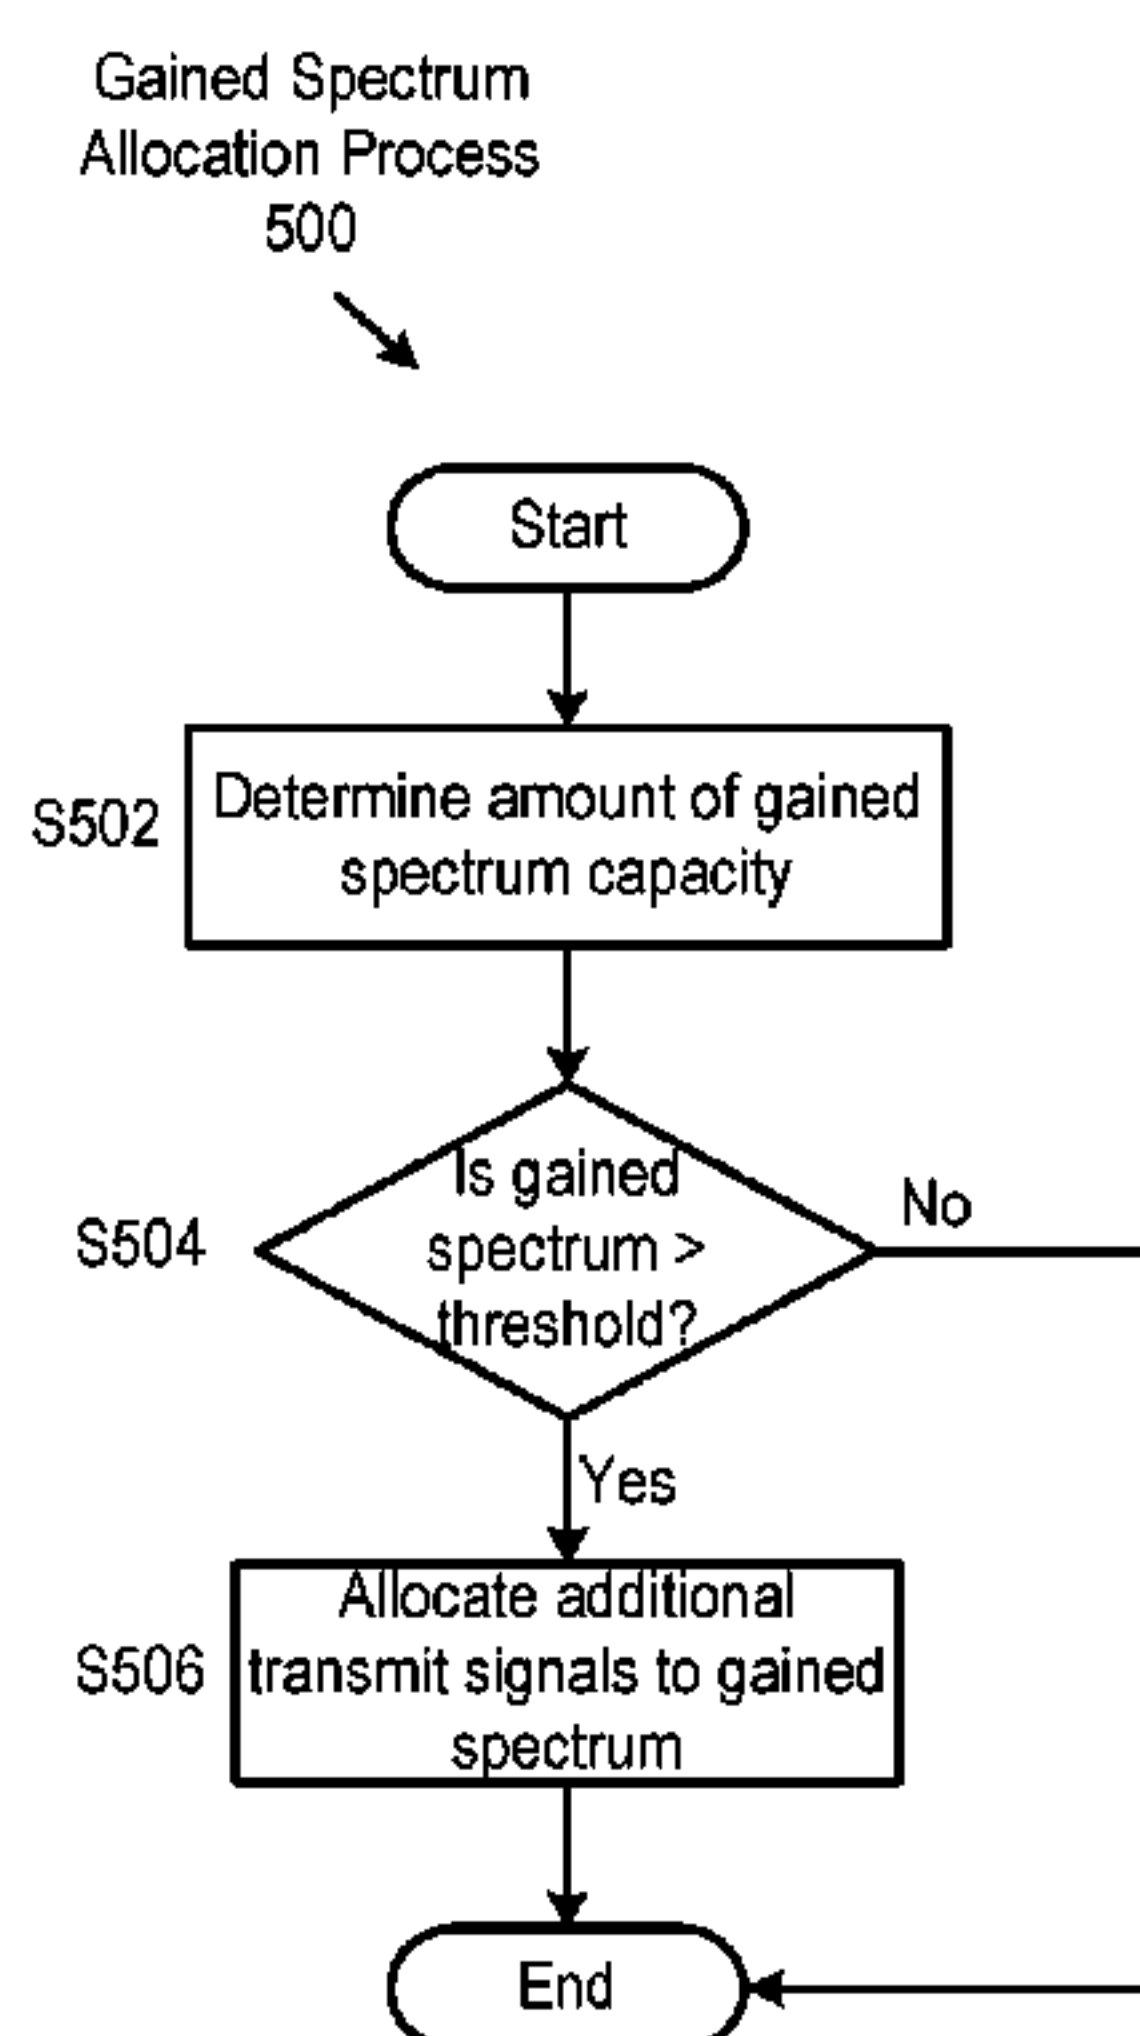 Gained Spectrum
Allocation Process
500
Start
S502
Determine amount of gained
spectrum capacity
S504
Is gained
spectrum >
threshold?
No
Yes
S506
Allocate additional
transmit signals to gained
spectrum
End